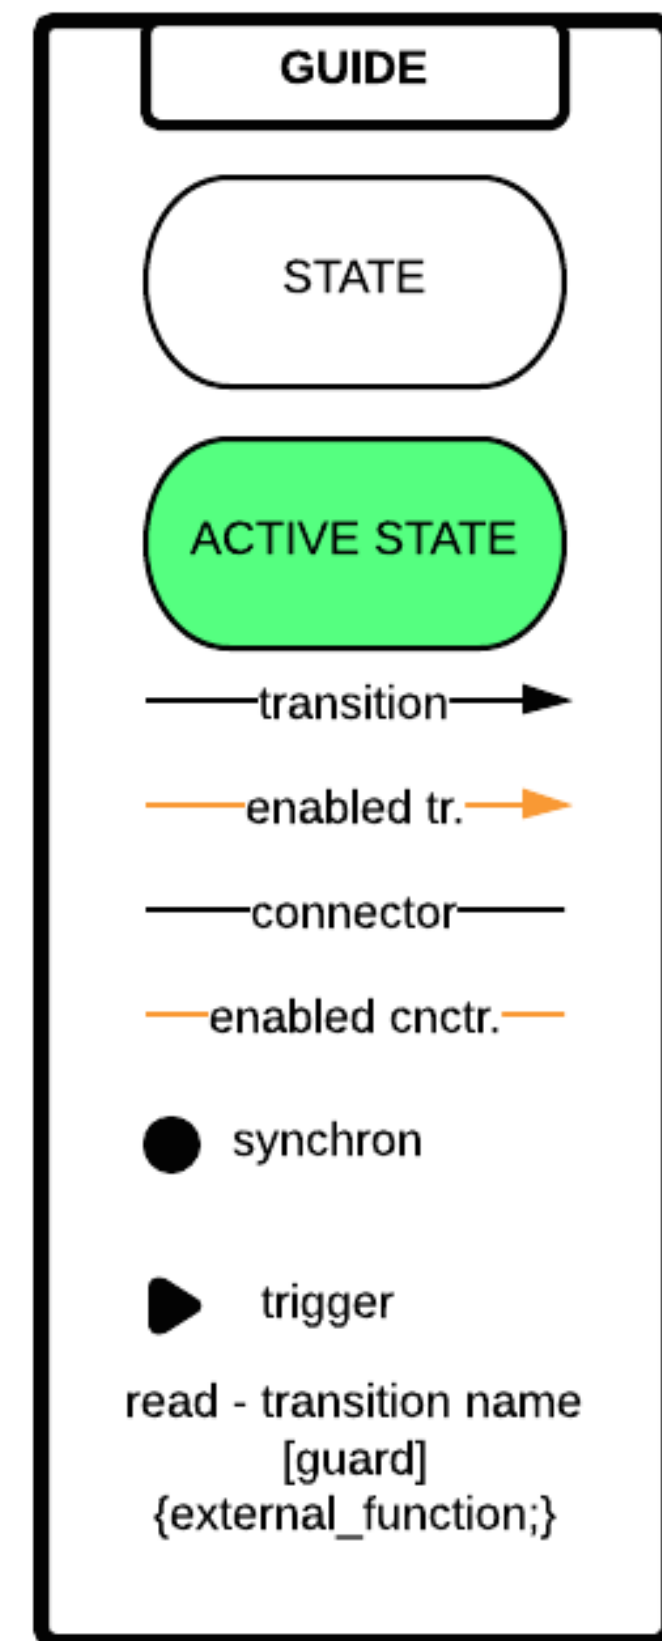 GUIDE
STATE
ACTIVE STATE
transition
enabled tr.
connector
enabled cnctr.
synchron
trigger
read - transition name
[guard]
{external_function;}